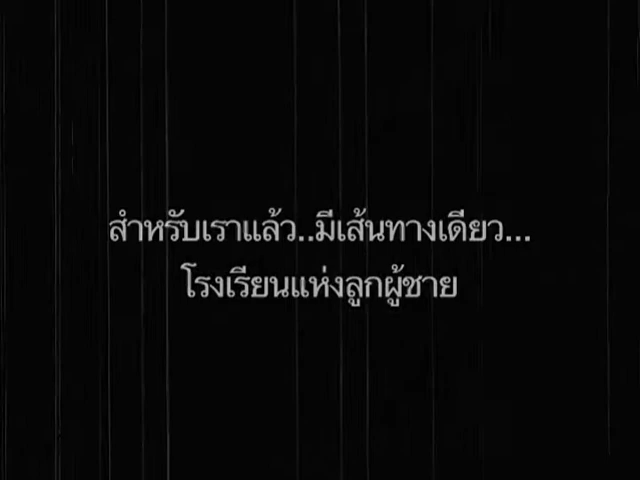 สำหรับเราแล้ว..มีเส้นทางเดียว...
โรงเรียนแห่งลูกผู้ชาย